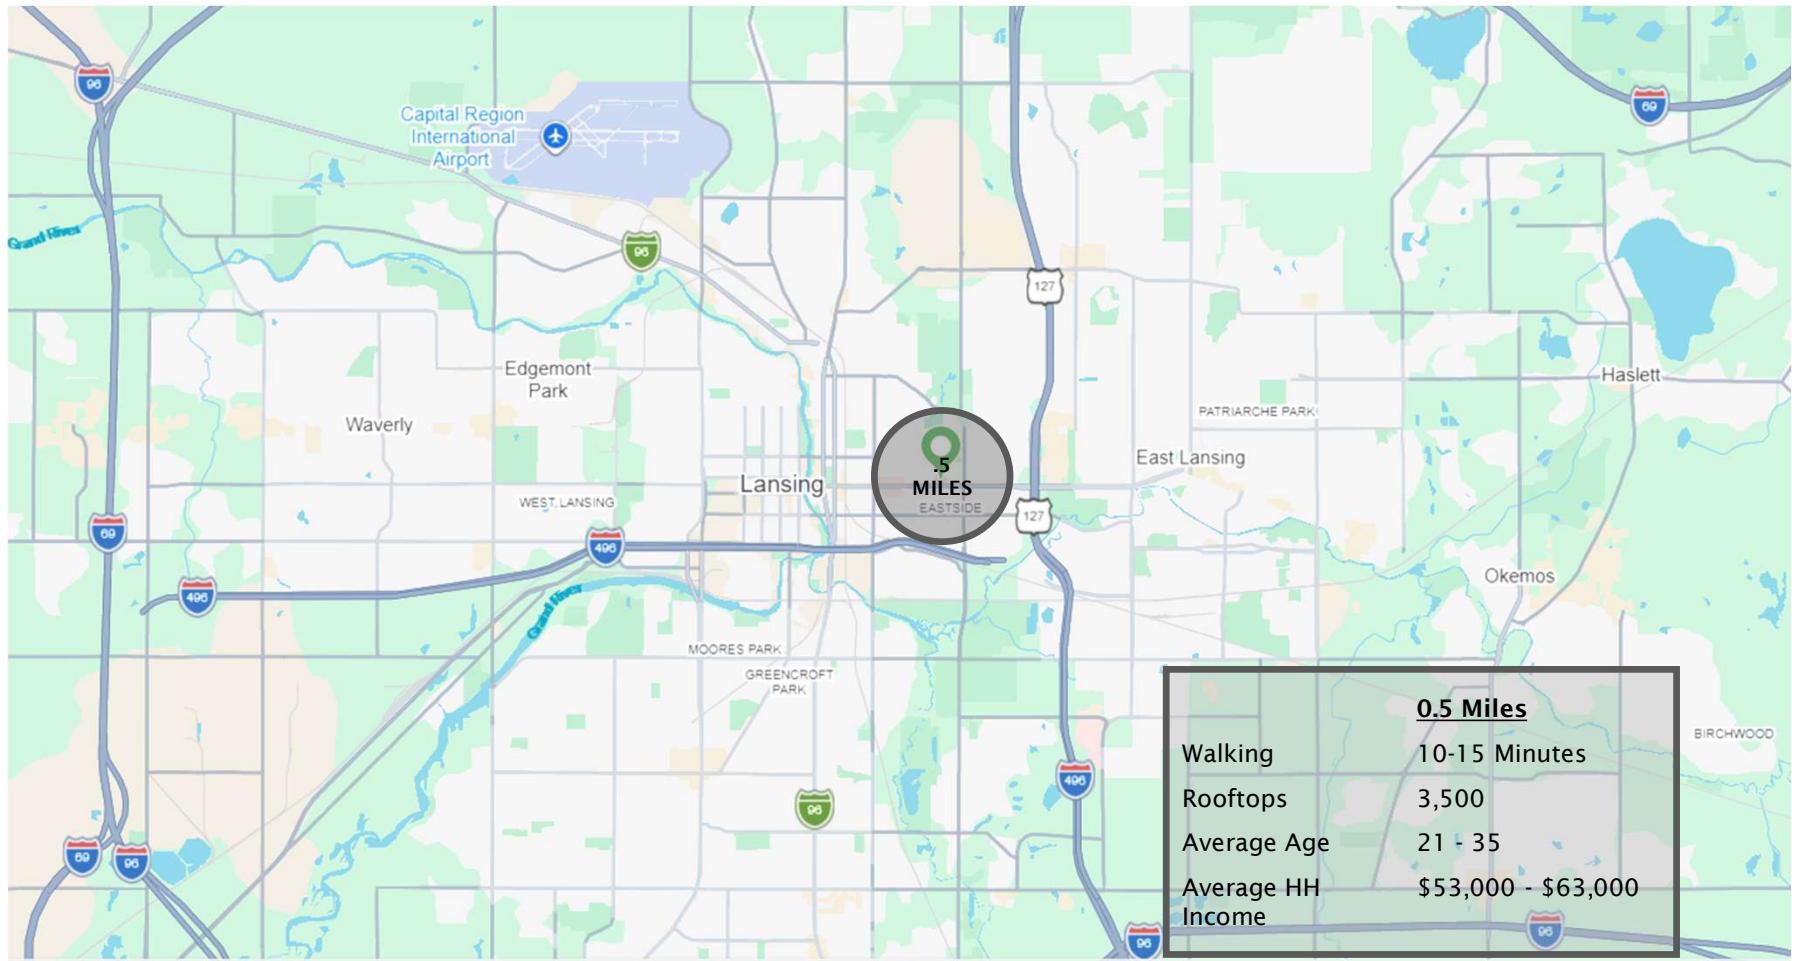 96
69
Capital Region
International
Airport
Grand River
96
127
Edgemont
Park
Haslett
Waverly
PATRIARCHE PARK
East Lansing
.5
MILES
Lansing
EASTSIDE
WEST LANSING
127
69
496
496
Okemos
Grand River
MOORES PARK
GREENCROFT
PARK
BIRCHWOOD
496
96
69
96
96
96
0.5 Miles
Walking 10-15 Minutes
Rooftops 3,500
Average Age 21 - 35
Average HH $53,000 - $63,000
Income